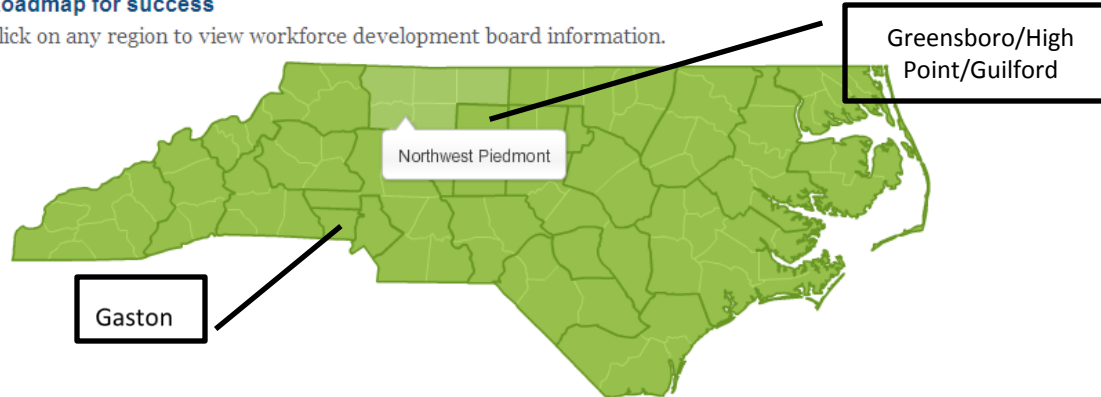 oadmap for success
lick on any region to view workforce development board information.
Greensboro/High
Point/Guilford
Northwest Piedmont
Gaston